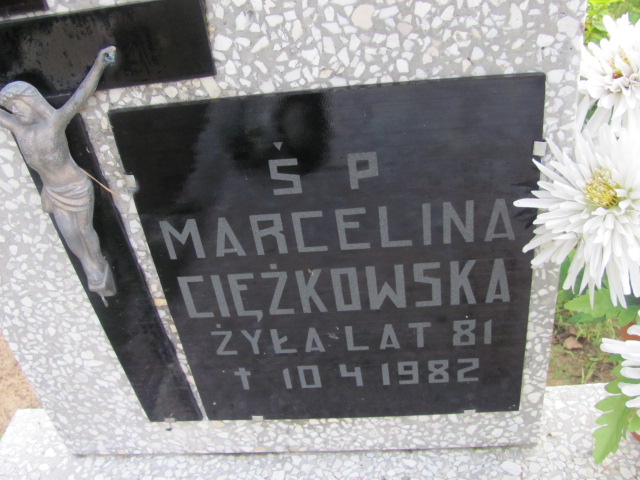 Ś P
MARCELINA
CIĘŻKOWSKA
ŻYŁA LAT 81
† 10 4 1982